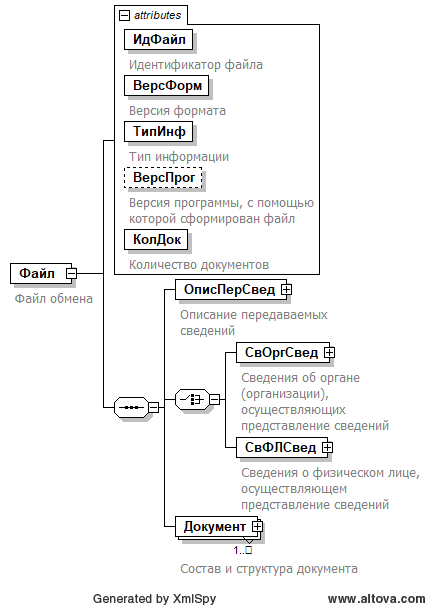 attributes
ИдФайл
Идентификатор файла
ВерсФорм
Версия формата
ТипИнф
Тип информации
ВерсПрог
Версия программы, с помощью
которой сформирован файл
КолДок
Количество документов
Файл
Файл обмена
ОписПерСвед
Описание передаваемых
сведений
СвОргСвед
Сведения об органе
(организации),
осуществляющих
представление сведений
СвФЛСвед
Сведения о физическом лице,
осуществляющем
представление сведений
Документ
1..□
Состав и структура документа
Generated by XmlSpy
www.altova.com